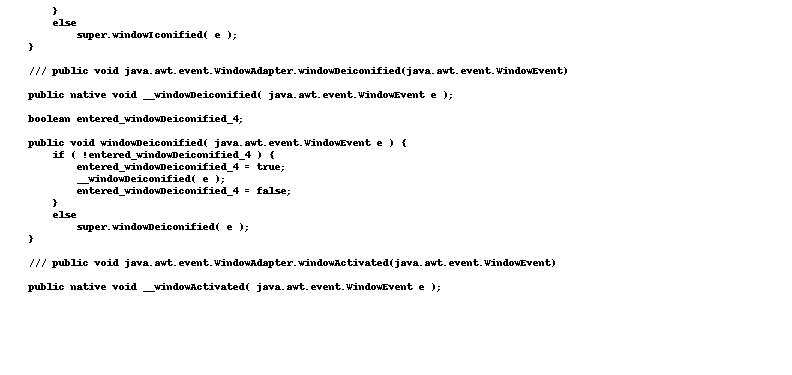 }
else
super.windowIconified( e );
}
/// public void java.awt.event.WindowAdapter.windowDeiconified(java.awt.event.WindowEvent)
public native void __windowDeiconified( java.awt.event.WindowEvent e );
boolean entered_windowDeiconified_4;
public void windowDeiconified( java.awt.event.WindowEvent e ) {
if ( !entered_windowDeiconified_4 ) {
entered_windowDeiconified_4 = true;
__windowDeiconified( e );
entered_windowDeiconified_4 = false;
}
else
super.windowDeiconified( e );
}
/// public void java.awt.event.WindowAdapter.windowActivated(java.awt.event.WindowEvent)
public native void __windowActivated( java.awt.event.WindowEvent e );